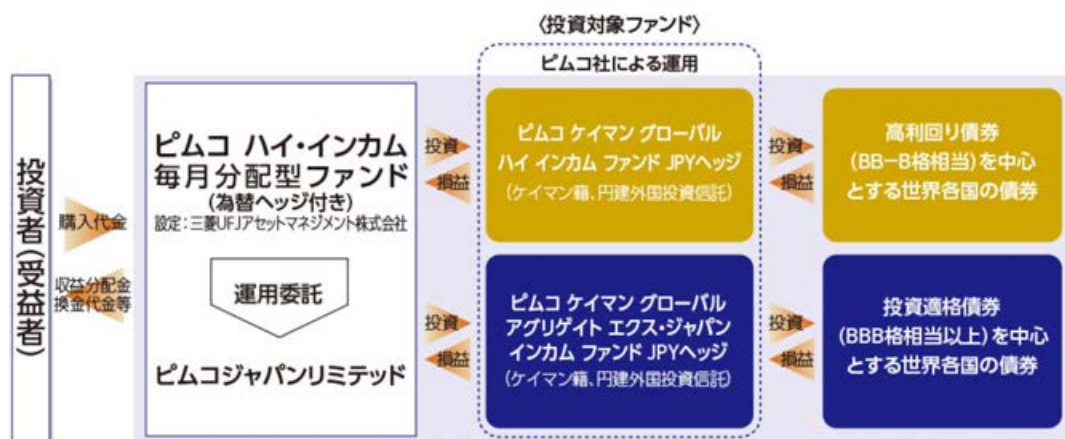 〈投資対象ファンド〉
ピムコ社による運用
投資者(受益者)
購入代金
収益分配金
換金代金等
ピムコ ハイ・インカム
毎月分配型ファンド
(為替ヘッジ付き)
設定:三菱UFJアセットマネジメント株式会社
運用委託
ピムコジャパンリミテッド
投資
損益
ピムコ ケイマン グローバル
ハイ インカム ファンド JPYヘッジ
(ケイマン籍、円建外国投資信託)
投資
損益
高利回り債券
(BB−B格相当)を中心
とする世界各国の債券
投資
損益
ピムコ ケイマン グローバル
アグリゲイト エクス・ジャパン
インカム ファンド JPYヘッジ
(ケイマン籍、円建外国投資信託)
投資
損益
投資適格債券
(BBB格相当以上)を中心
とする世界各国の債券